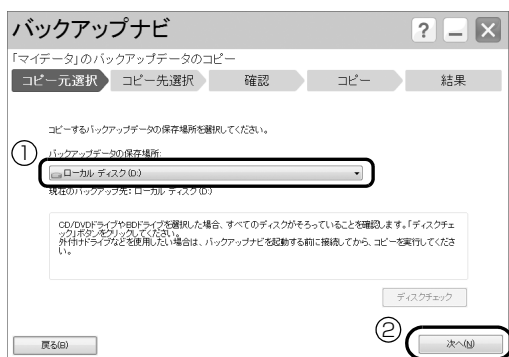 バックアップナビ
?
「マイデータ」のバックアップデータのコピー
コピー元選択 コピー先選択 確認 コピー 結果
コピーするバックアップデータの保存場所を選択してください。
①
バックアップデータの保存場所:
ローカル ディスク(D:)
現在のバックアップ先: ローカル ディスク(D:)
CD/DVDドライブやBDドライブを選択した場合、すべてのディスクがそろっていることを確認します。「ディスクチェ
ック」ボタンをクリックしてください。
外付けドライブなどを使用したい場合は、バックアップナビを起動する前に接続してから、コピーを実行してくださ
い。
ディスクチェック
②
戻る(B) 次へ(N)